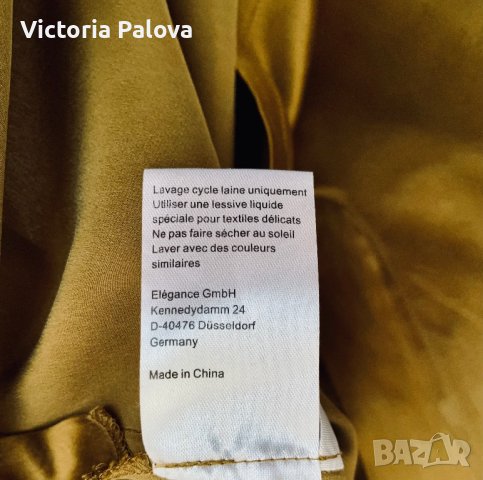 Victoria Palova
Lavage cycle laine uniquement
Utiliser une lessive liquide
spéciale pour textiles délicats
Ne pas faire sécher au soleil
Laver avec des couleurs
similaires
Elégance GmbH
Kennedydamm 24
D-40476 Düsseldorf
Germany
Made in China
BAZAR